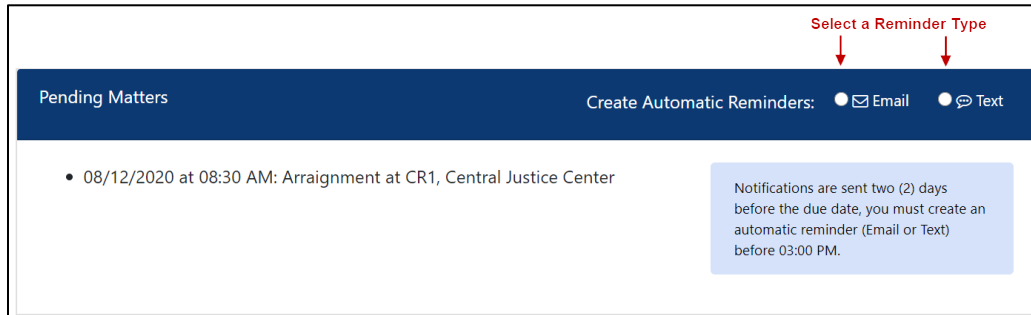 Select a Reminder Type
Pending Matters
Create Automatic Reminders:
Email
Text
• 08/12/2020 at 08:30 AM: Arraignment at CR1, Central Justice Center
Notifications are sent two (2) days
before the due date, you must create an
automatic reminder (Email or Text)
before 03:00 PM.